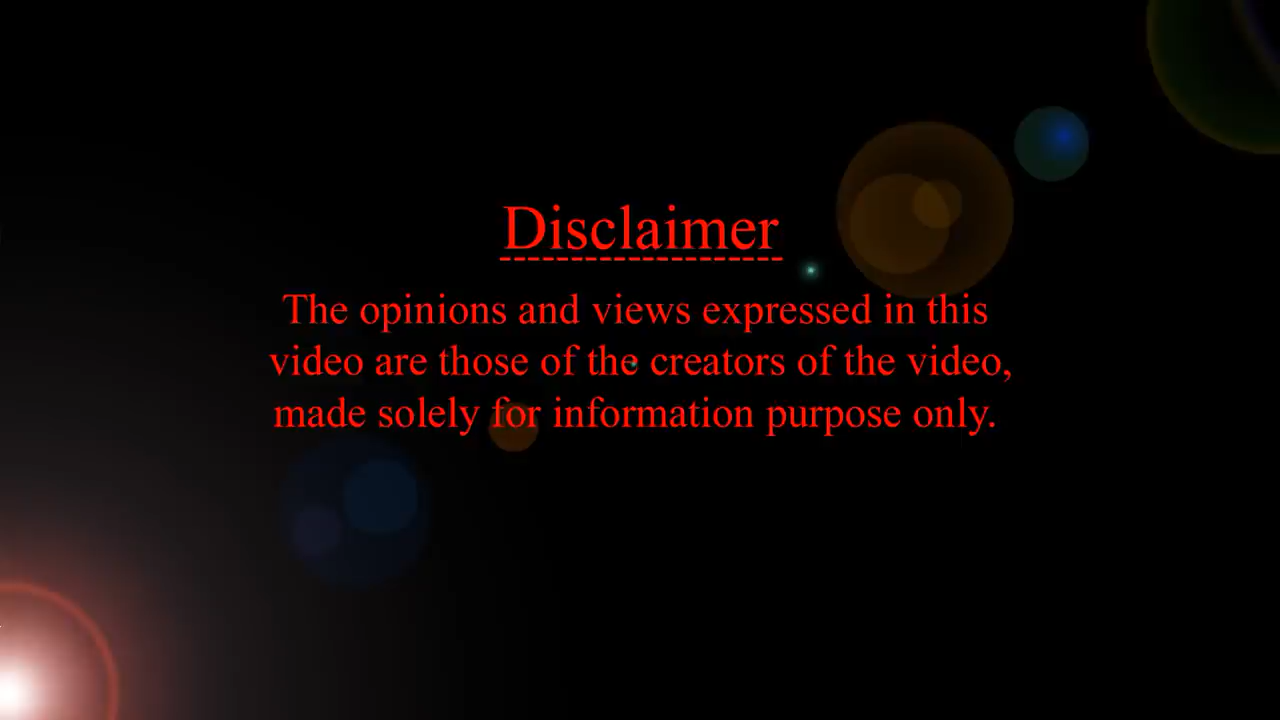 Disclaimer
The opinions and views expressed in this
video are those of the creators of the video,
made solely for information purpose only.